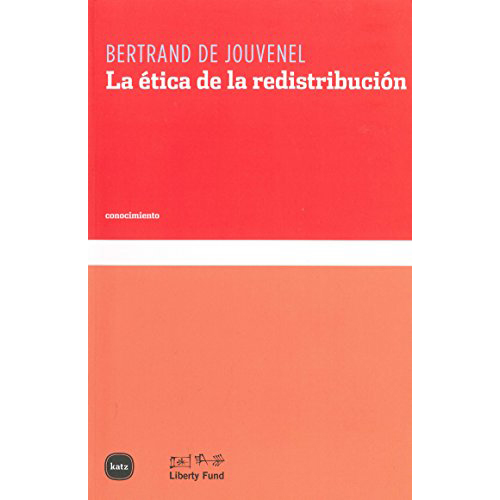 BERTRAND DE JOUVENEL
La ética de la redistribución
conocimiento
katz
Liberty Fund